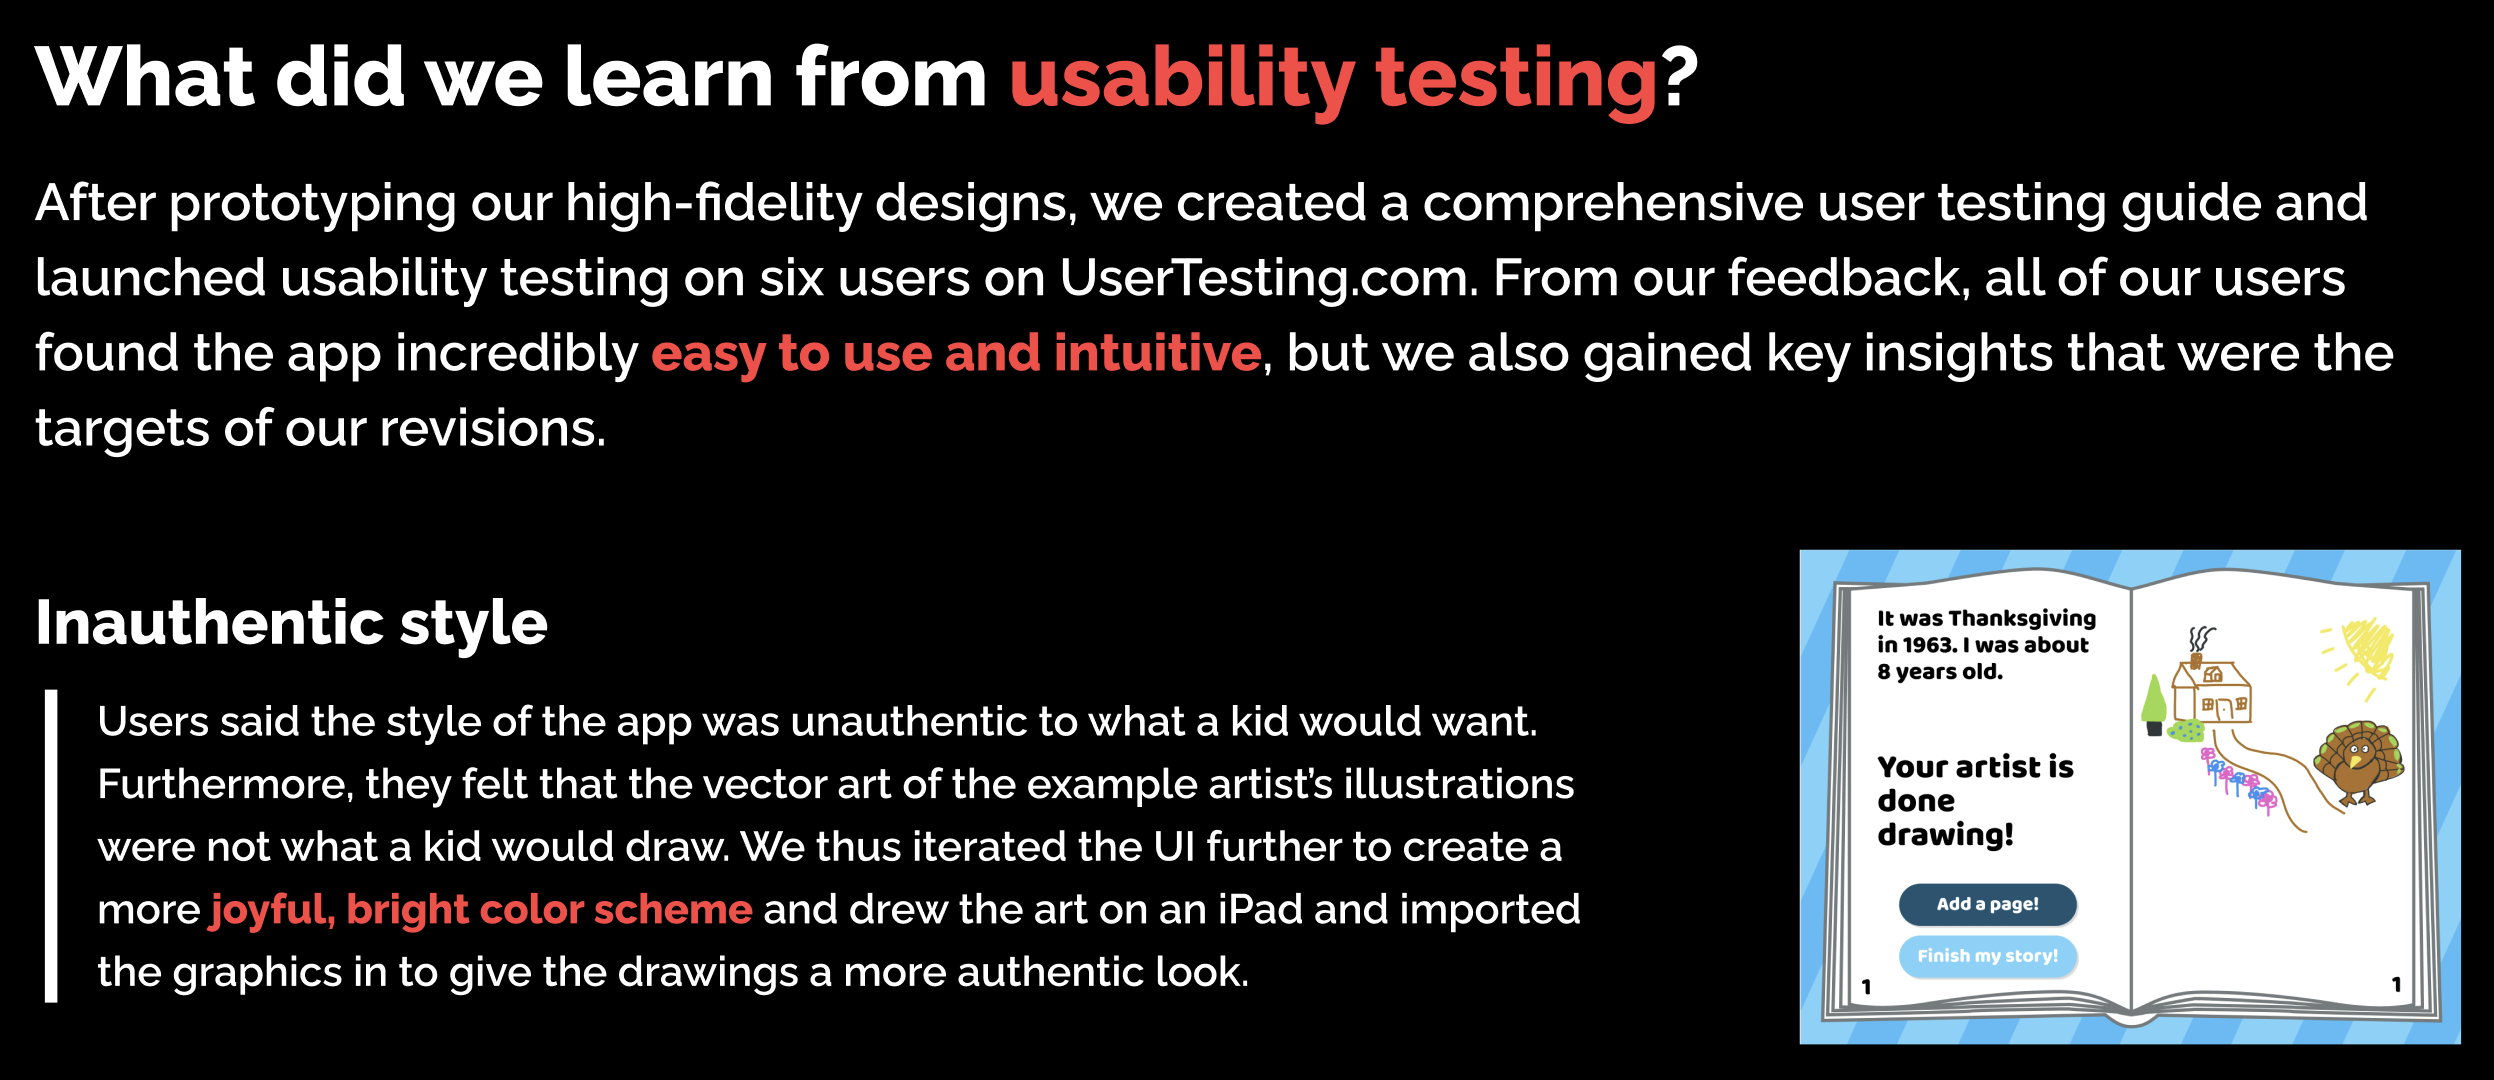 What did we learn from usability testing?
After prototyping our high-fidelity designs, we created a comprehensive user testing guide and
launched usability testing on six users on UserTesting.com. From our feedback, all of our users
found the app incredibly easy to use and intuitive, but we also gained key insights that were the
targets of our revisions.
Inauthentic style
Users said the style of the app was unauthentic to what a kid would want.
Furthermore, they felt that the vector art of the example artist's illustrations
were not what a kid would draw. We thus iterated the UI further to create a
more joyful, bright color scheme and drew the art on an iPad and imported
the graphics in to give the drawings a more authentic look.
It was Thanksgiving
in 1963. I was about
8 years old.
Your artist is
done
drawing!
Add a page!
Finish my story!
1
1